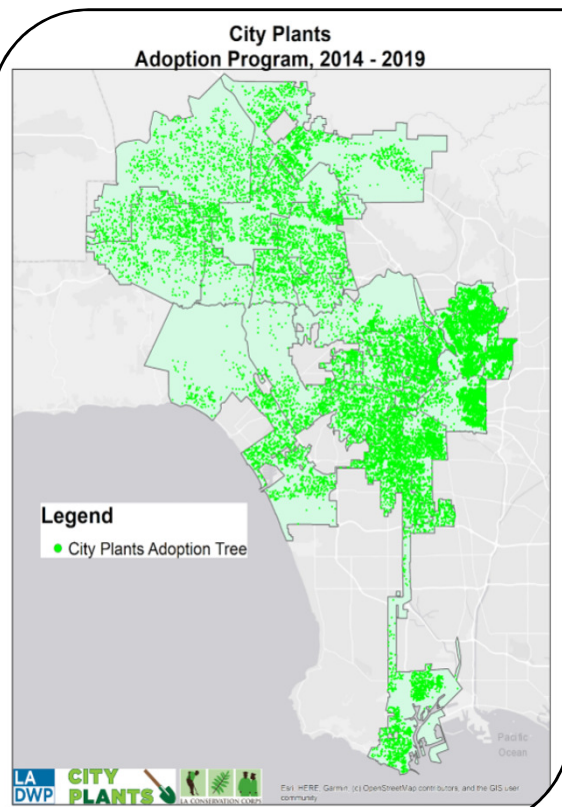 City Plants
Adoption Program, 2014 - 2019
Legend
City Plants Adoption Tree
Pacific
Ocean
LA
DWP
CITY
PLANTS
LA CONSERVATION CORPS
Esri, HERE, Garmin, (c) OpenStreetMap contributors, and the GIS user
community